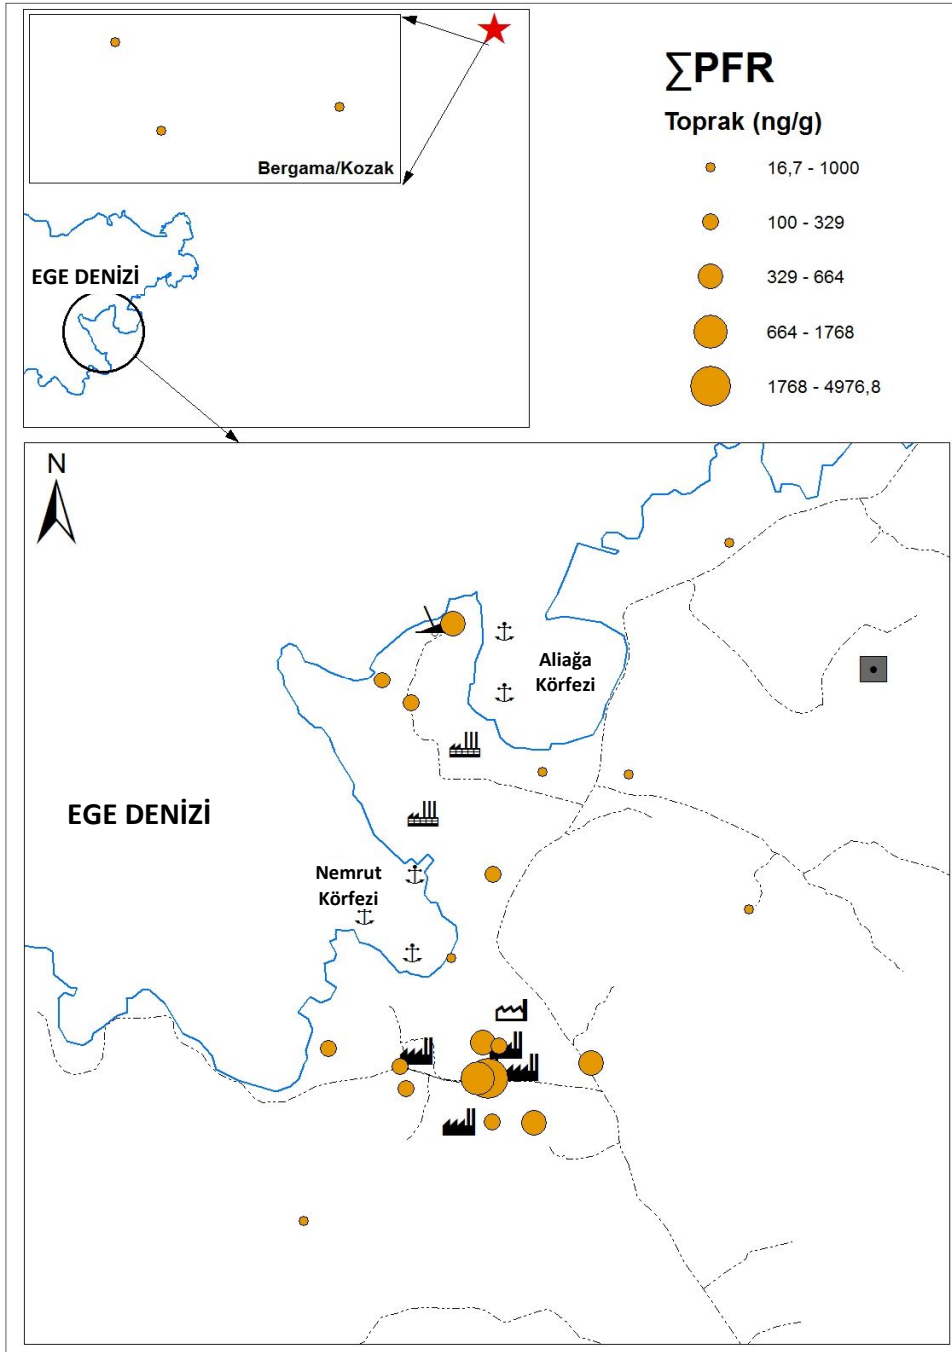 ∑PFR
Toprak (ng/g)
16,7 - 1000
100 - 329
329 - 664
664 - 1768
1768 - 4976,8
Bergama/Kozak
EGE DENİZİ
N
Aliağa
Körfezi
EGE DENİZİ
Nemrut
Körfezi